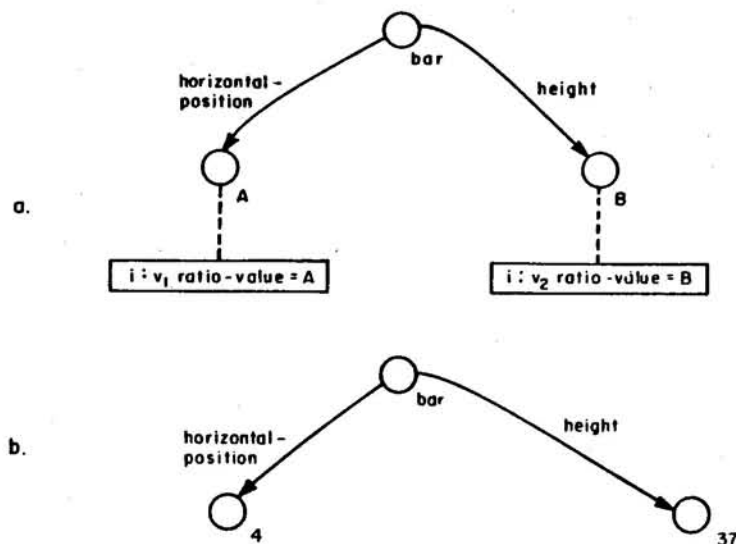 bar
horizontal-
position
height
A
B
a.
i : v₁ ratio-value = A
i : v₂ ratio-value = B
bar
horizontal-
position
height
b.
4
37